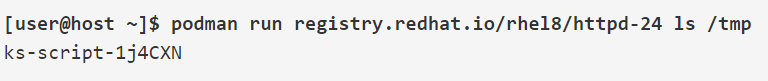 [user@host ~]$ podman run registry.redhat.io/rhel8/httpd-24 ls /tmp
ks-script-1j4CXN